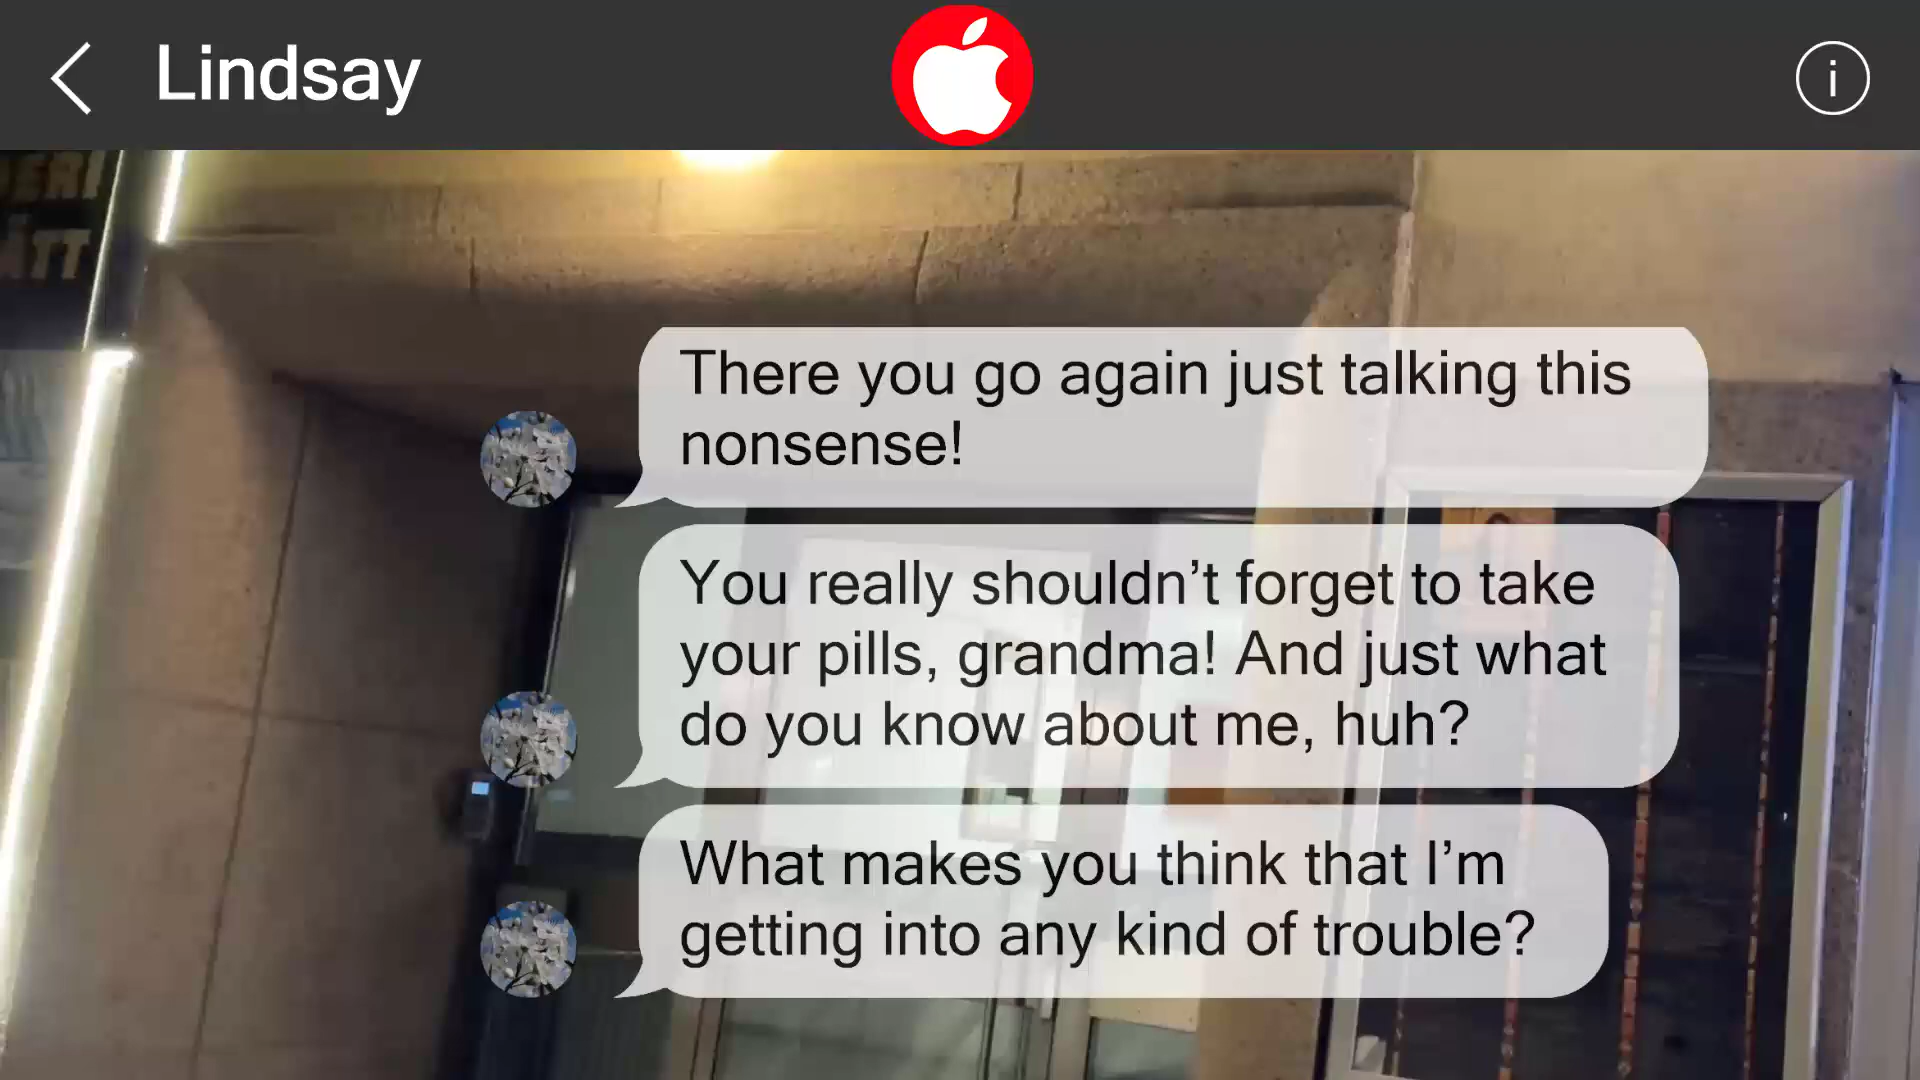 Lindsay
There you go again just talking this
nonsense!
You really shouldn’t forget to take
your pills, grandma! And just what
do you know about me, huh?
What makes you think that I’m
getting into any kind of trouble?